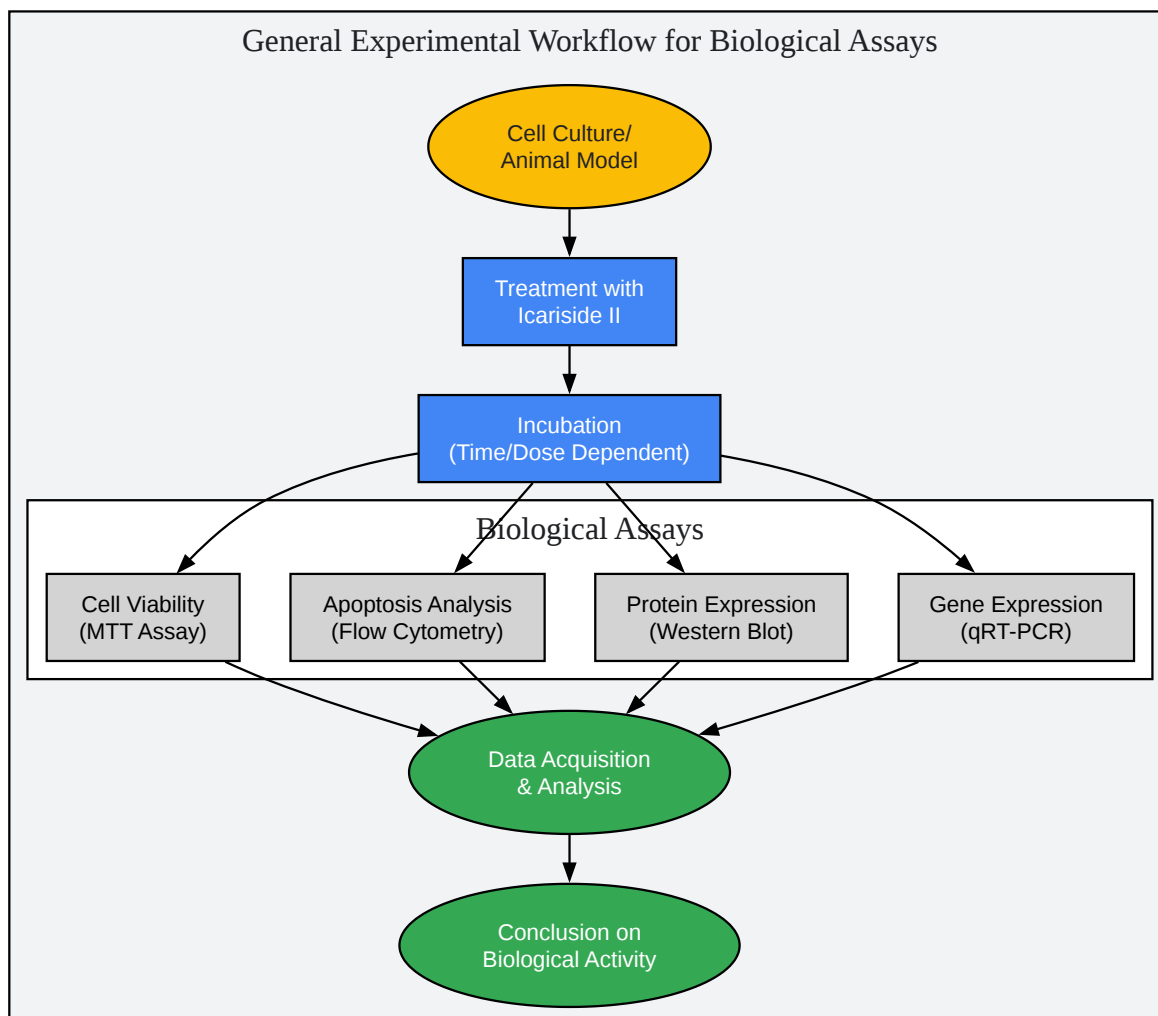 General Experimental Workflow for Biological Assays
Cell Culture/
Animal Model
Treatment with
Icariside II
Incubation
(Time/Dose Dependent)
Biological Assays
Cell Viability
(MTT Assay)
Apoptosis Analysis
(Flow Cytometry)
Protein Expression
(Western Blot)
Gene Expression
(qRT-PCR)
Data Acquisition
& Analysis
Conclusion on
Biological Activity